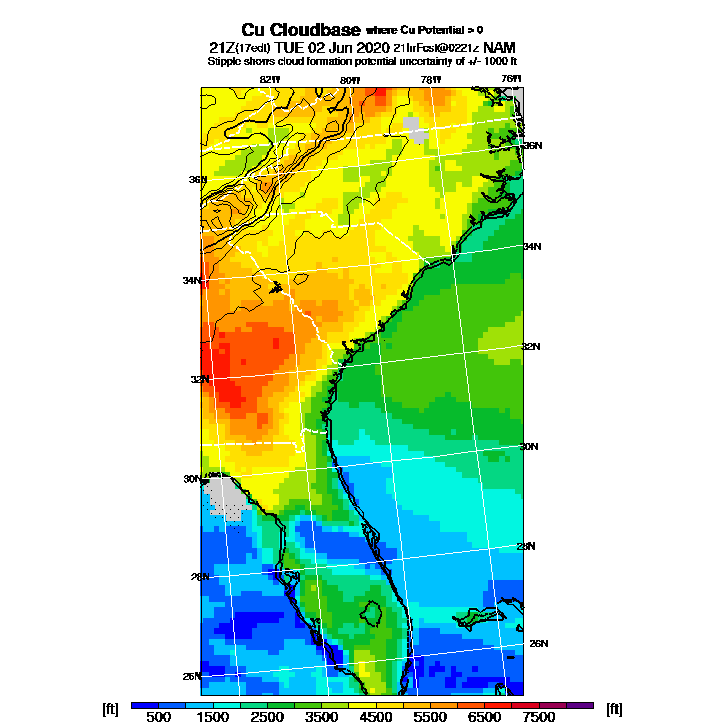 Cu Cloudbase where Cu Potential > 0
21Z(17edt) TUE 02 Jun 2020 21hrFcst@0221z NAM
Stipple shows cloud formation potential uncertainty of +/- 1000 ft
82W 80W 78W 76W
36N
36N
34N
34N
32N
32N
30N
30N
28N
28N
26N
26N
[ft] 500 1500 2500 3500 4500 5500 6500 7500 [ft]